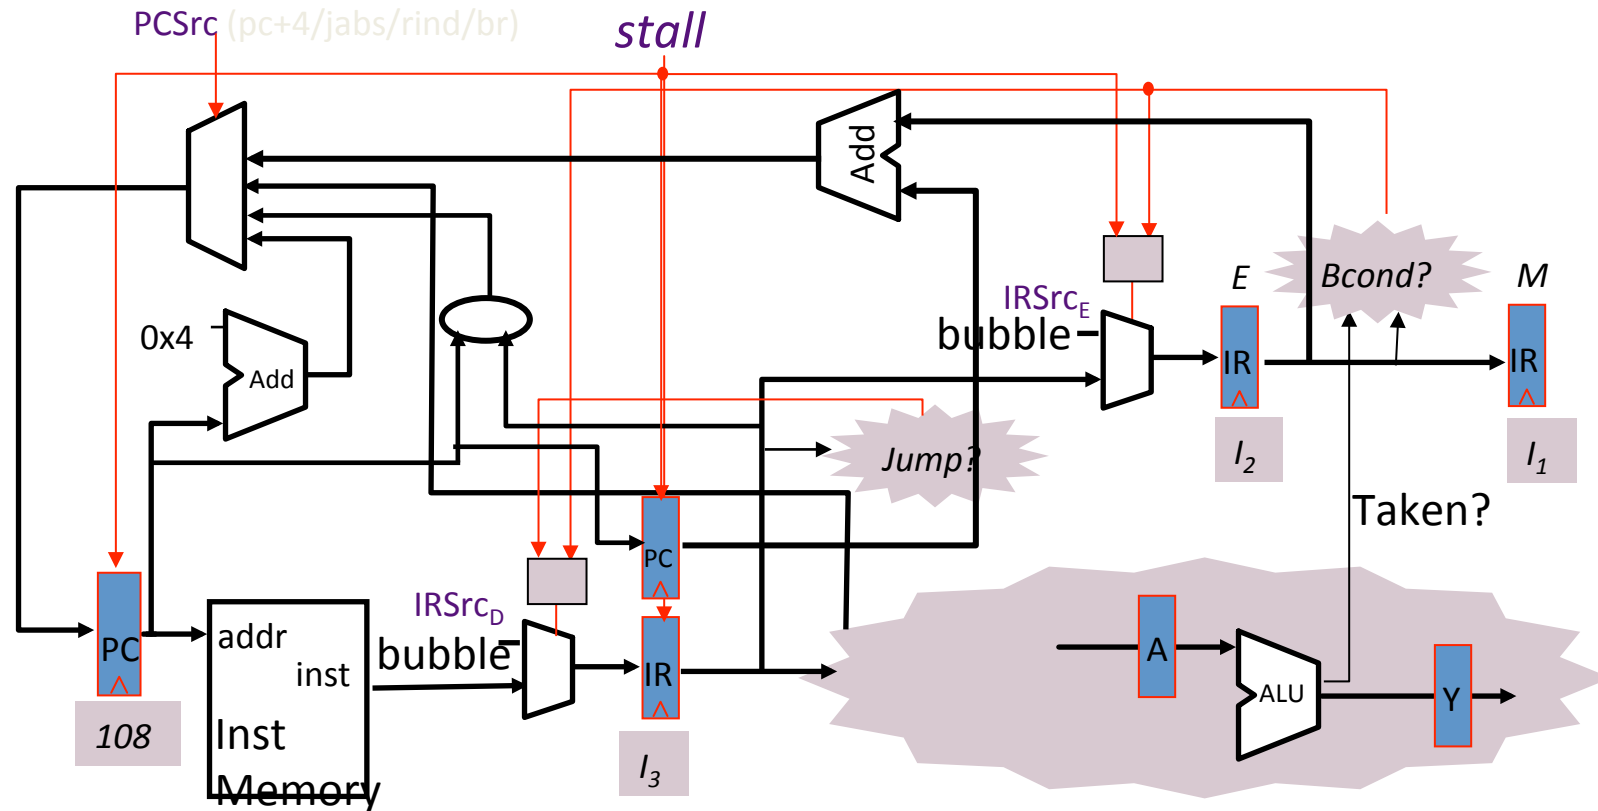 PCSrc (pc+4/jabs/rind/br)
stall
Add
Bcond?
E
M
IRSrcE
bubble
IR
IR
0x4
Add
I2
I1
Jump?
Taken?
PC
IRSrcD
bubble
addr
inst
PC
IR
A
ALU
Y
108
Inst
Memory
I3